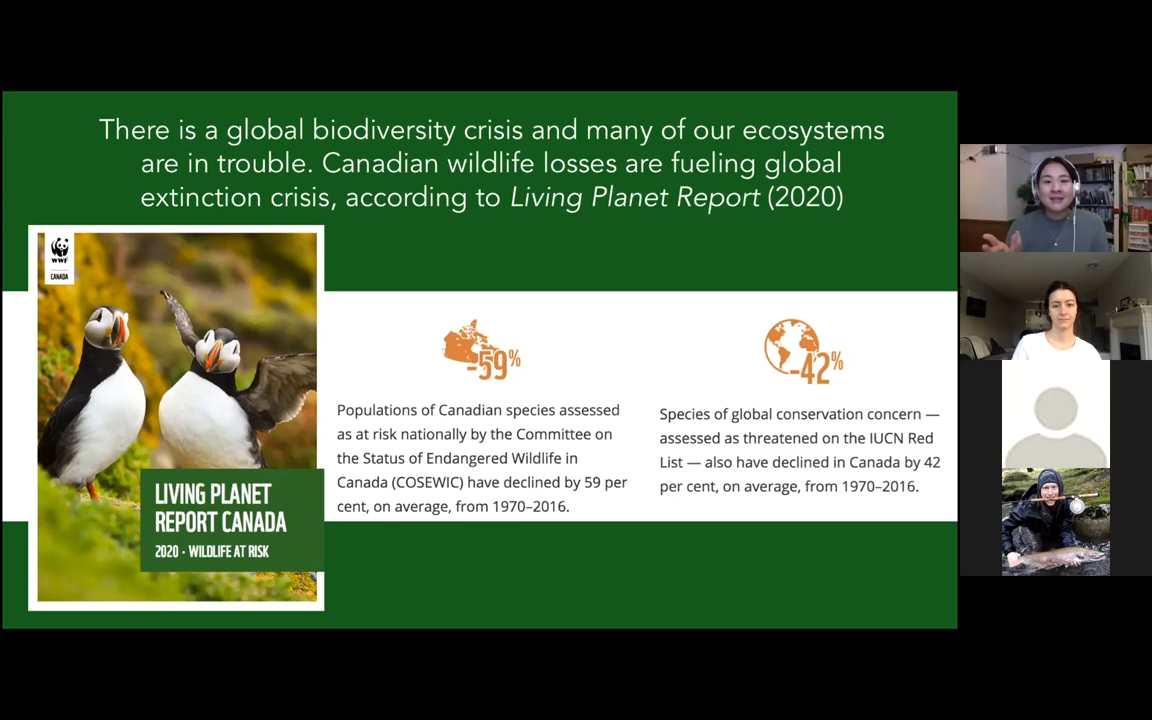 There is a global biodiversity crisis and many of our ecosystems
are in trouble. Canadian wildlife losses are fueling global
extinction crisis, according to Living Planet Report (2020)
WWF
CANADA
LIVING PLANET
REPORT CANADA
2020 · WILDLIFE AT RISK
-59%
Populations of Canadian species assessed
as at risk nationally by the Committee on
the Status of Endangered Wildlife in
Canada (COSEWIC) have declined by 59 per
cent, on average, from 1970–2016.
-42%
Species of global conservation concern —
assessed as threatened on the IUCN Red
List — also have declined in Canada by 42
per cent, on average, from 1970–2016.